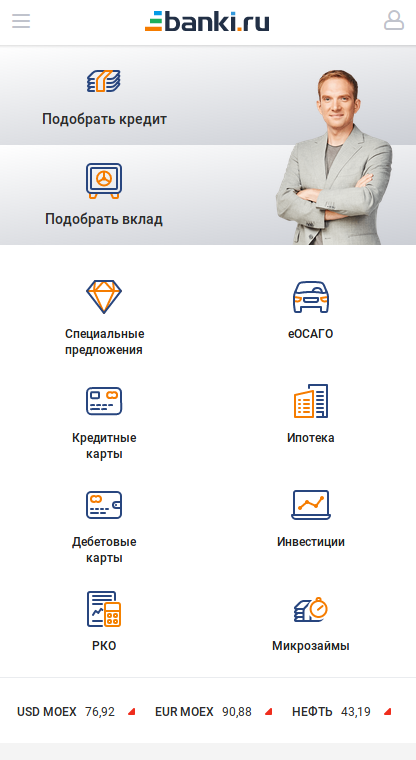 banki.ru
Подобрать кредит
Подобрать вклад
Специальные
предложения
еОСАГО
Кредитные
карты
Ипотека
Дебетовые
карты
Инвестиции
РКО
Микрозаймы
USD MOEX 76,92 EUR MOEX 90,88 НЕФТЬ 43,19